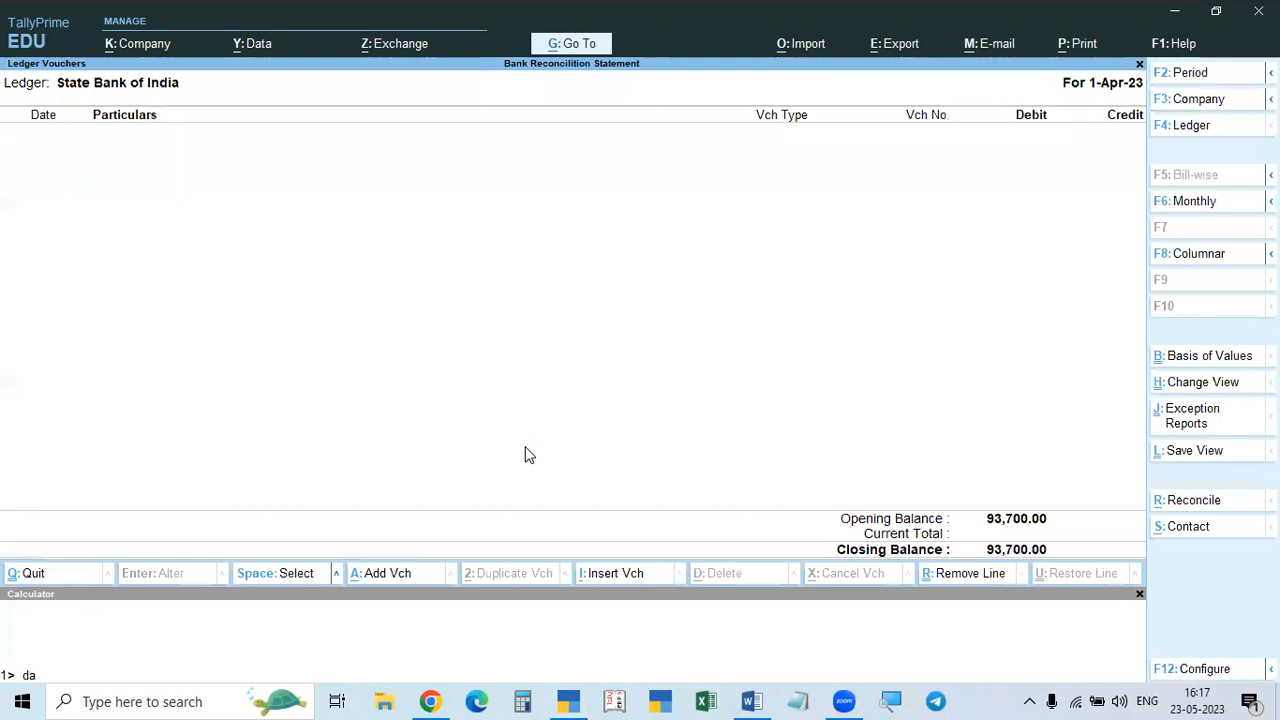 TallyPrime
EDU
MANAGE
K: Company
Y: Data
Z: Exchange
G: Go To
O: Import
E: Export
M: E-mail
P: Print
F1: Help
Ledger Vouchers
Bank Reconcilition Statement
Ledger: State Bank of India
For 1-Apr-23
Date
Particulars
Vch Type
Vch No.
Debit
Credit
Opening Balance : 93,700.00
Current Total :
Closing Balance : 93,700.00
F2: Period
F3: Company
F4: Ledger
F5: Bill-wise
F6: Monthly
F7
F8: Columnar
F9
F10
B: Basis of Values
H: Change View
J: Exception
Reports
L: Save View
R: Reconcile
S: Contact
F12: Configure
Q: Quit
Enter: Alter
Space: Select
A: Add Vch
2: Duplicate Vch
I: Insert Vch
D: Delete
X: Cancel Vch
R: Remove Line
U: Restore Line
Calculator
1> da
Type here to search
zoom
ENG
16:17
23-05-2023
1